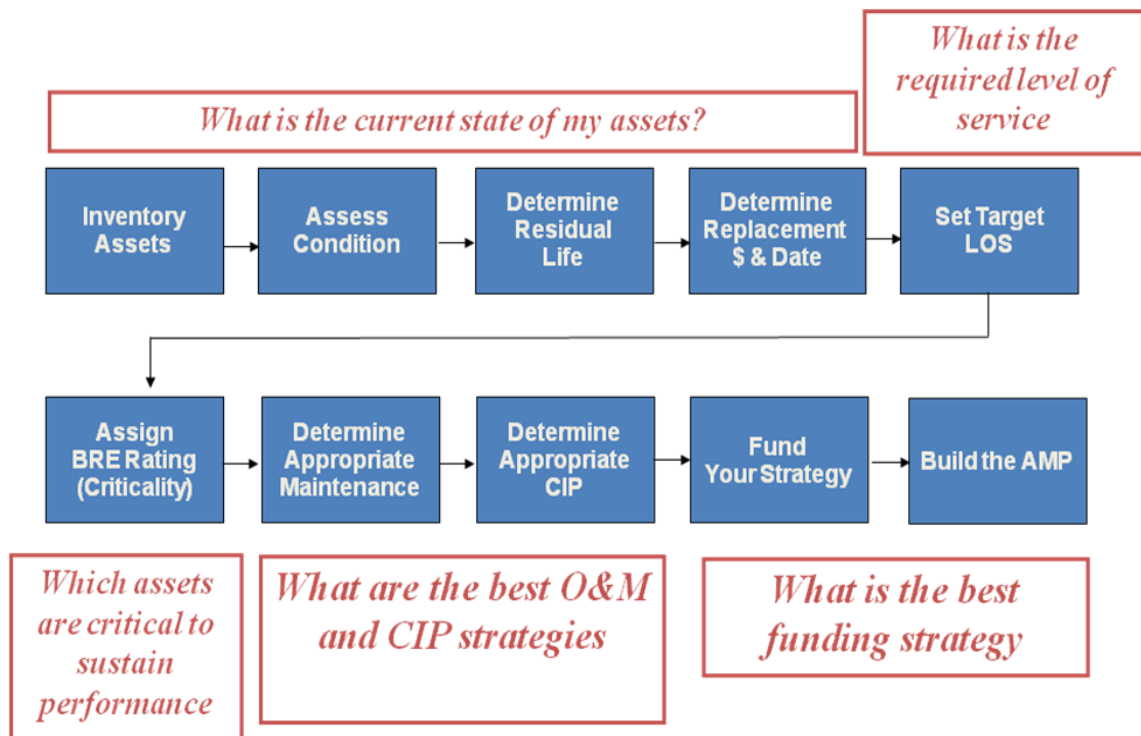 What is the
required level of
service
What is the current state of my assets?
Inventory
Assets
Assess
Condition
Determine
Residual
Life
Determine
Replacement
$ & Date
Set Target
LOS
Assign
BRE Rating
(Criticality)
Determine
Appropriate
Maintenance
Determine
Appropriate
CIP
Fund
Your Strategy
Build the AMP
Which assets
are critical to
sustain
performance
What are the best O&M
and CIP strategies
What is the best
funding strategy